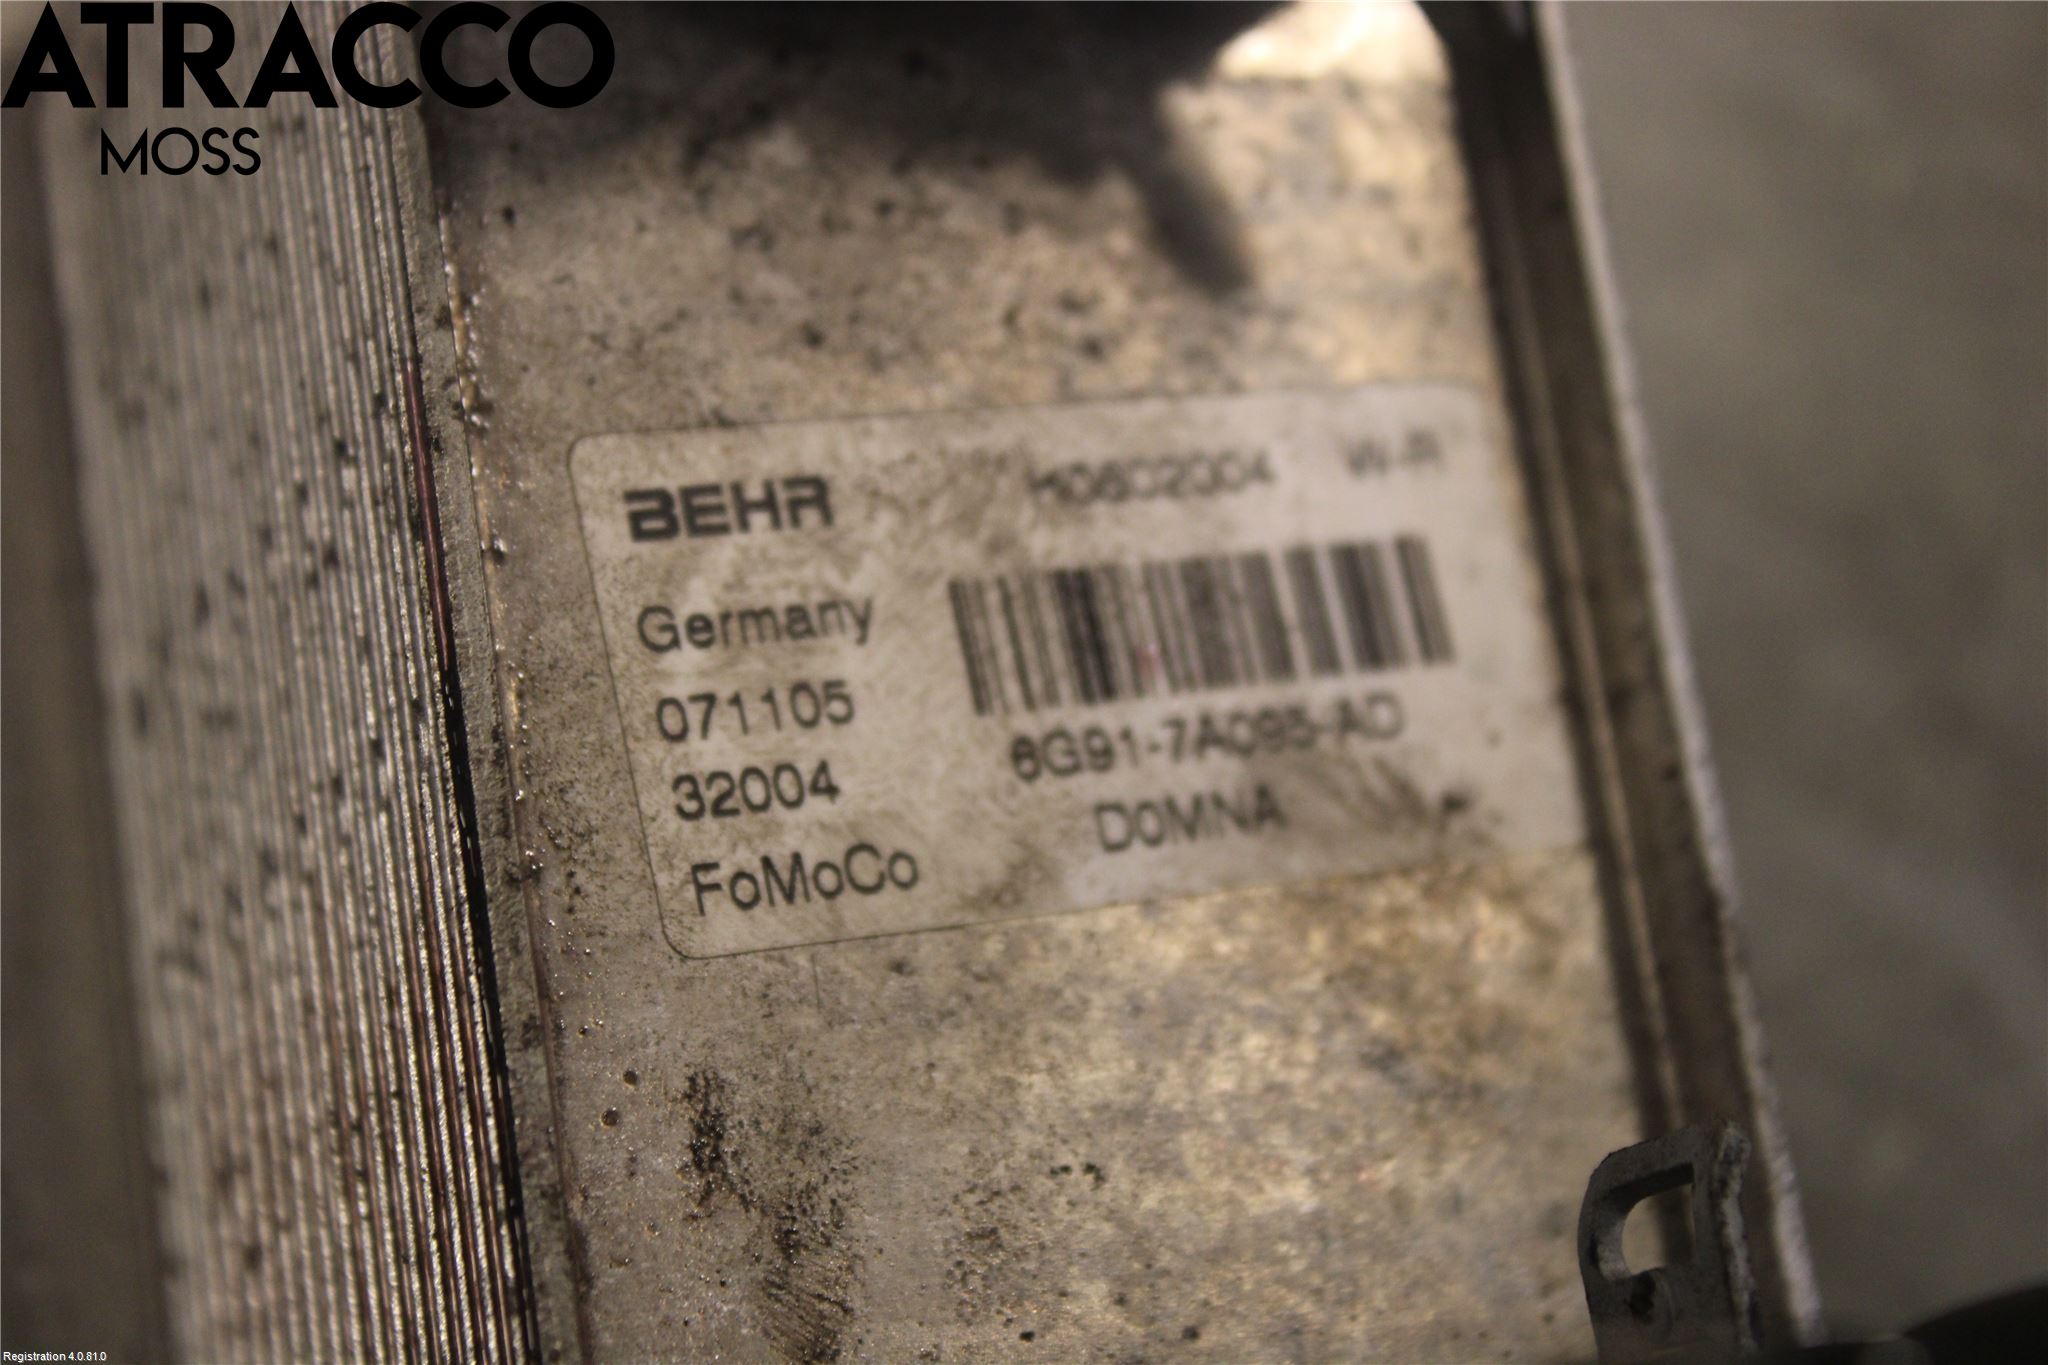 ATRACCO
MOSS
BEHR
Germany
071105
32004
FoMoCo
W-R
6G91-7A095-AD
D0MNA
Registration 4.0.81.0